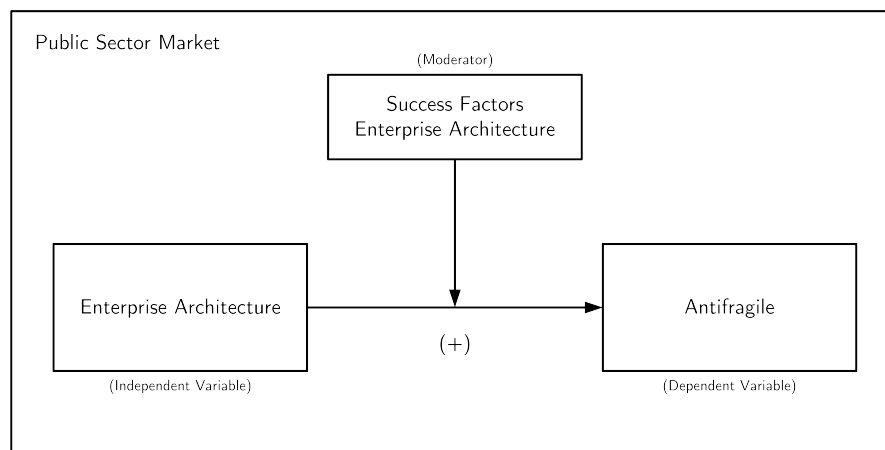 Public Sector Market
(Moderator)
Success Factors
Enterprise Architecture
Enterprise Architecture
Antifragile
(+)
(Independent Variable)
(Dependent Variable)